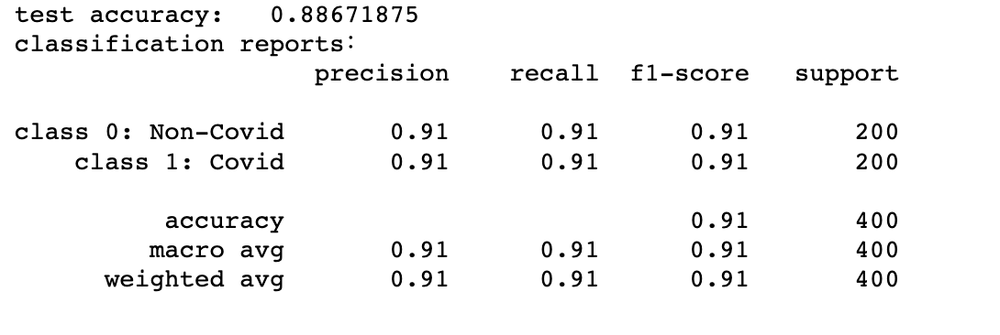 test accuracy: 0.88671875
classification reports:
precision recall f1-score support
class 0: Non-Covid 0.91 0.91 0.91 200
class 1: Covid 0.91 0.91 0.91 200
accuracy 0.91 400
macro avg 0.91 0.91 0.91 400
weighted avg 0.91 0.91 0.91 400